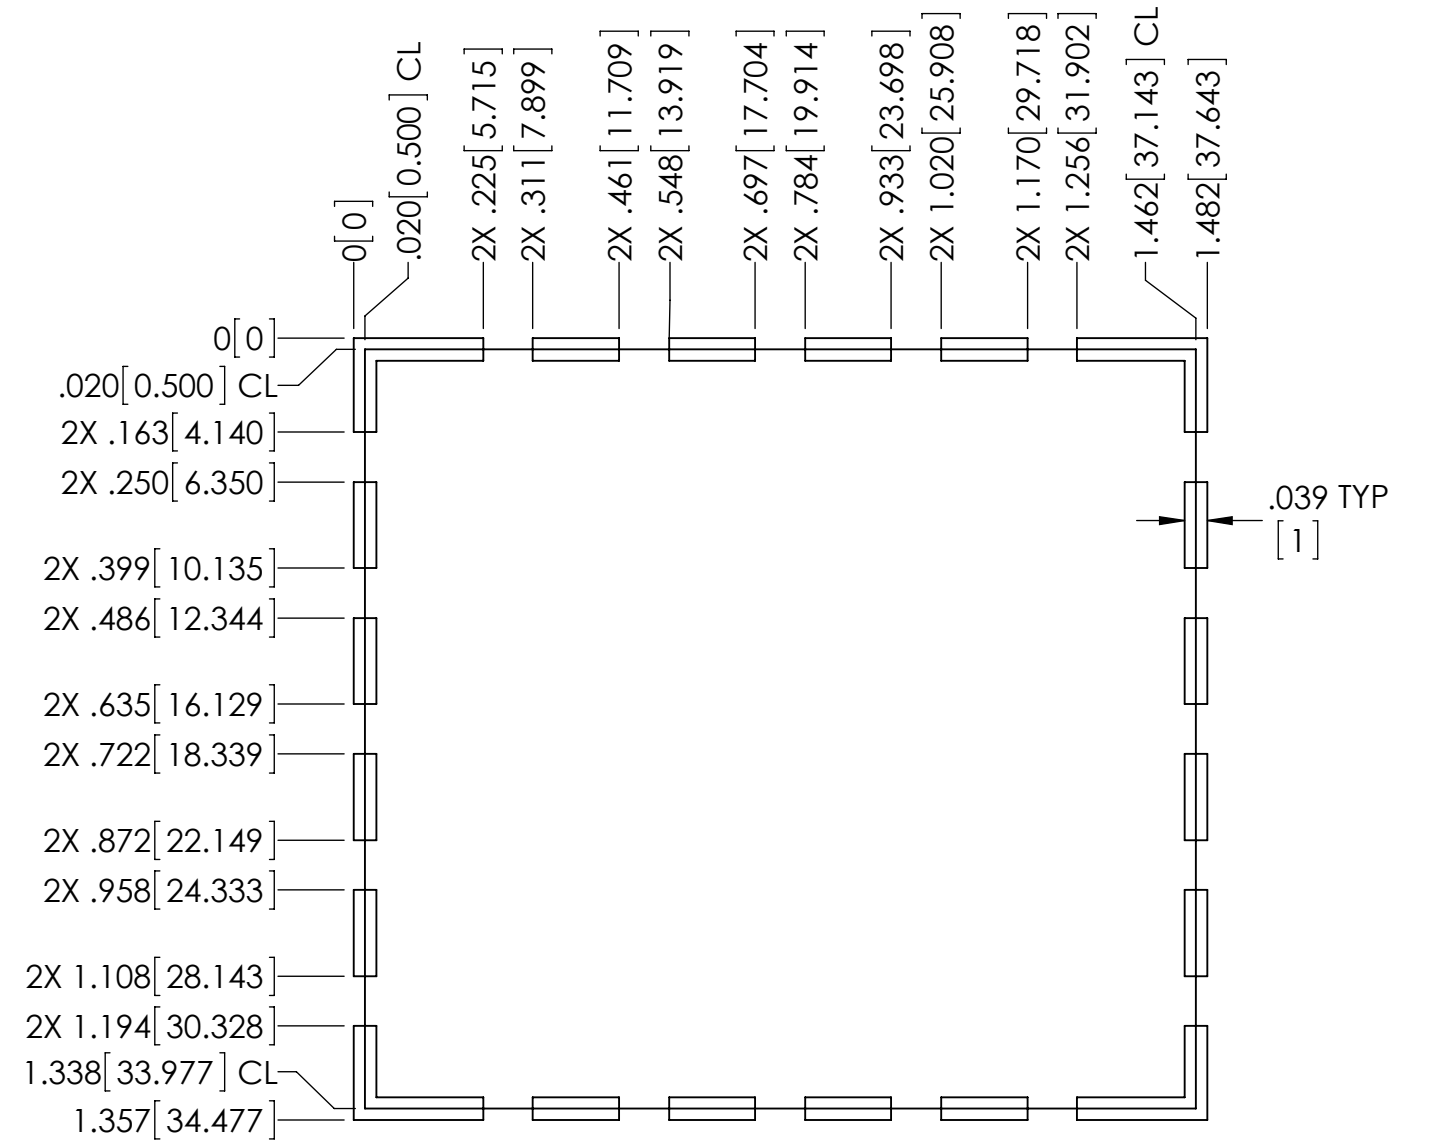 0[0]
.020[0.500] CL
2X .225[5.715]
2X .311[7.899]
2X .461[11.709]
2X .548[13.919]
2X .697[17.704]
2X .784[19.914]
2X .933[23.698]
2X 1.020[25.908]
2X 1.170[29.718]
2X 1.256[31.902]
1.462[37.143] CL
1.482[37.643]
0[0]
.020[0.500] CL
2X .163[4.140]
2X .250[6.350]
2X .399[10.135]
2X .486[12.344]
2X .635[16.129]
2X .722[18.339]
2X .872[22.149]
2X .958[24.333]
2X 1.108[28.143]
2X 1.194[30.328]
1.338[33.977] CL
1.357[34.477]
.039 TYP
[1]